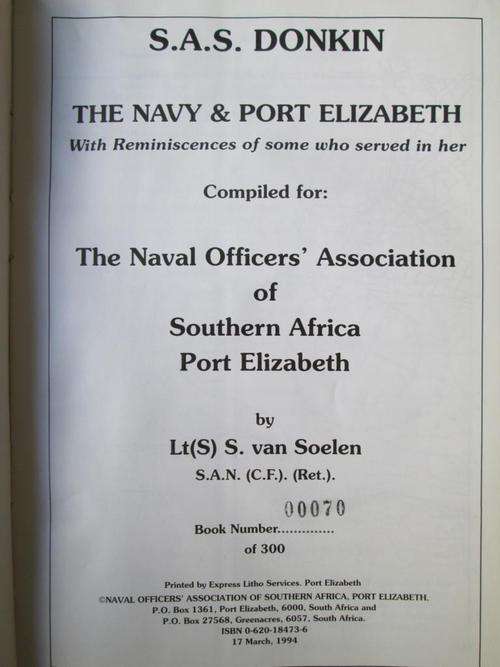 S.A.S. DONKIN
THE NAVY & PORT ELIZABETH
With Reminiscences of some who served in her
Compiled for:
The Naval Officers' Association
of
Southern Africa
Port Elizabeth
by
Lt(S) S. van Soelen
S.A.N. (C.F.). (Ret.).
00070
Book Number..............
of 300
Printed by Express Litho Services. Port Elizabeth
©NAVAL OFFICERS' ASSOCIATION OF SOUTHERN AFRICA, PORT ELIZABETH,
P.O. Box 1361, Port Elizabeth, 6000, South Africa and
P.O. Box 27568, Greenacres, 6057, South Africa.
ISBN 0-620-18473-6
17 March, 1994